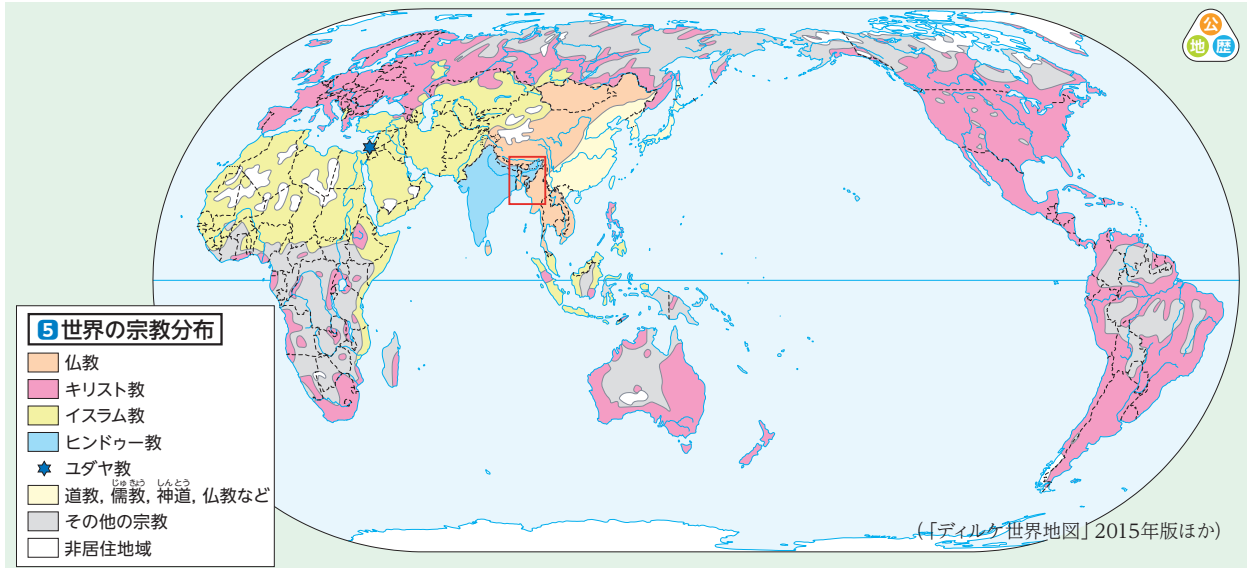 公
地 歴
5 世界の宗教分布
仏教
キリスト教
イスラム教
ヒンドゥー教
ユダヤ教
じゅきょう しんとう
道教, 儒教, 神道, 仏教など
その他の宗教
非居住地域
(「ディルケ世界地図」2015年版ほか)